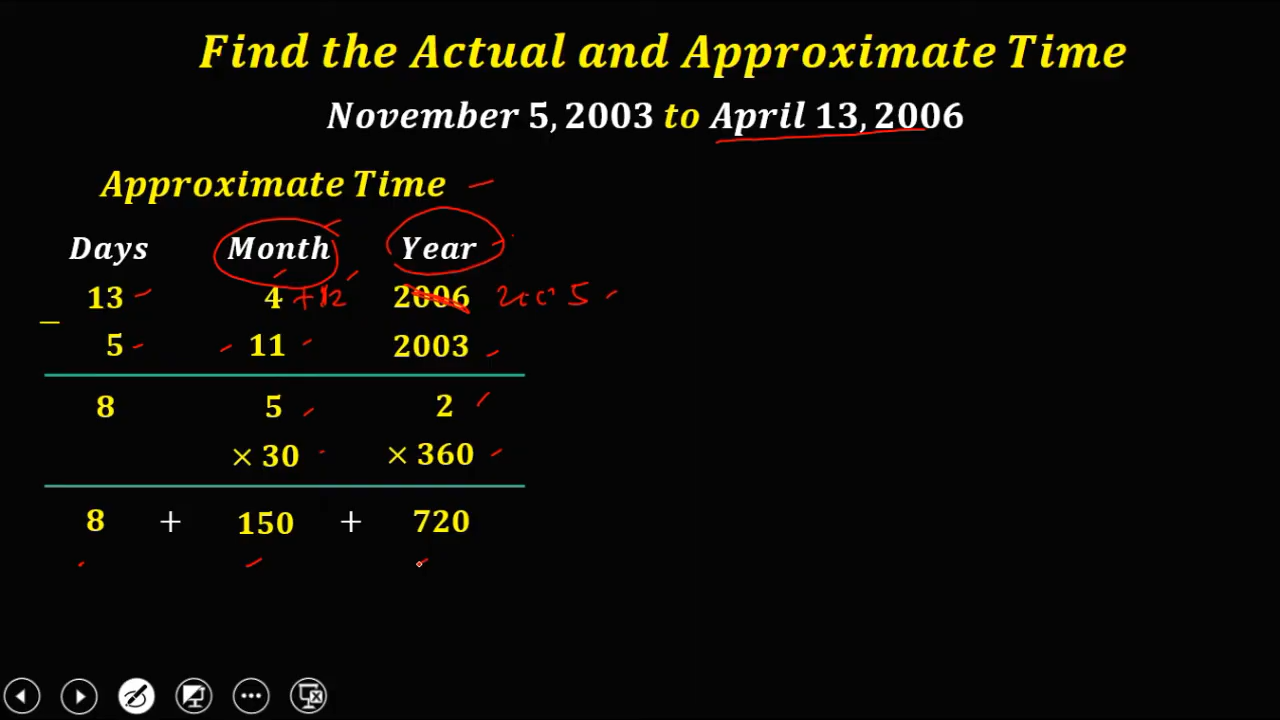 Find the Actual and Approximate Time
November 5, 2003 to April 13, 2006
Approximate Time
Days Month Year
13 4 +12 2006 2005
− 5 11 2003
8 5 2
× 30 × 360
8 + 150 + 720